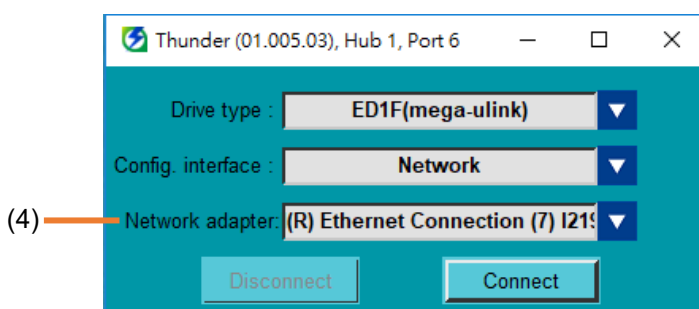 Thunder (01.005.03), Hub 1, Port 6
Drive type : ED1F(mega-ulink)
Config. interface : Network
(4) Network adapter: (R) Ethernet Connection (7) I219
Disconnect Connect